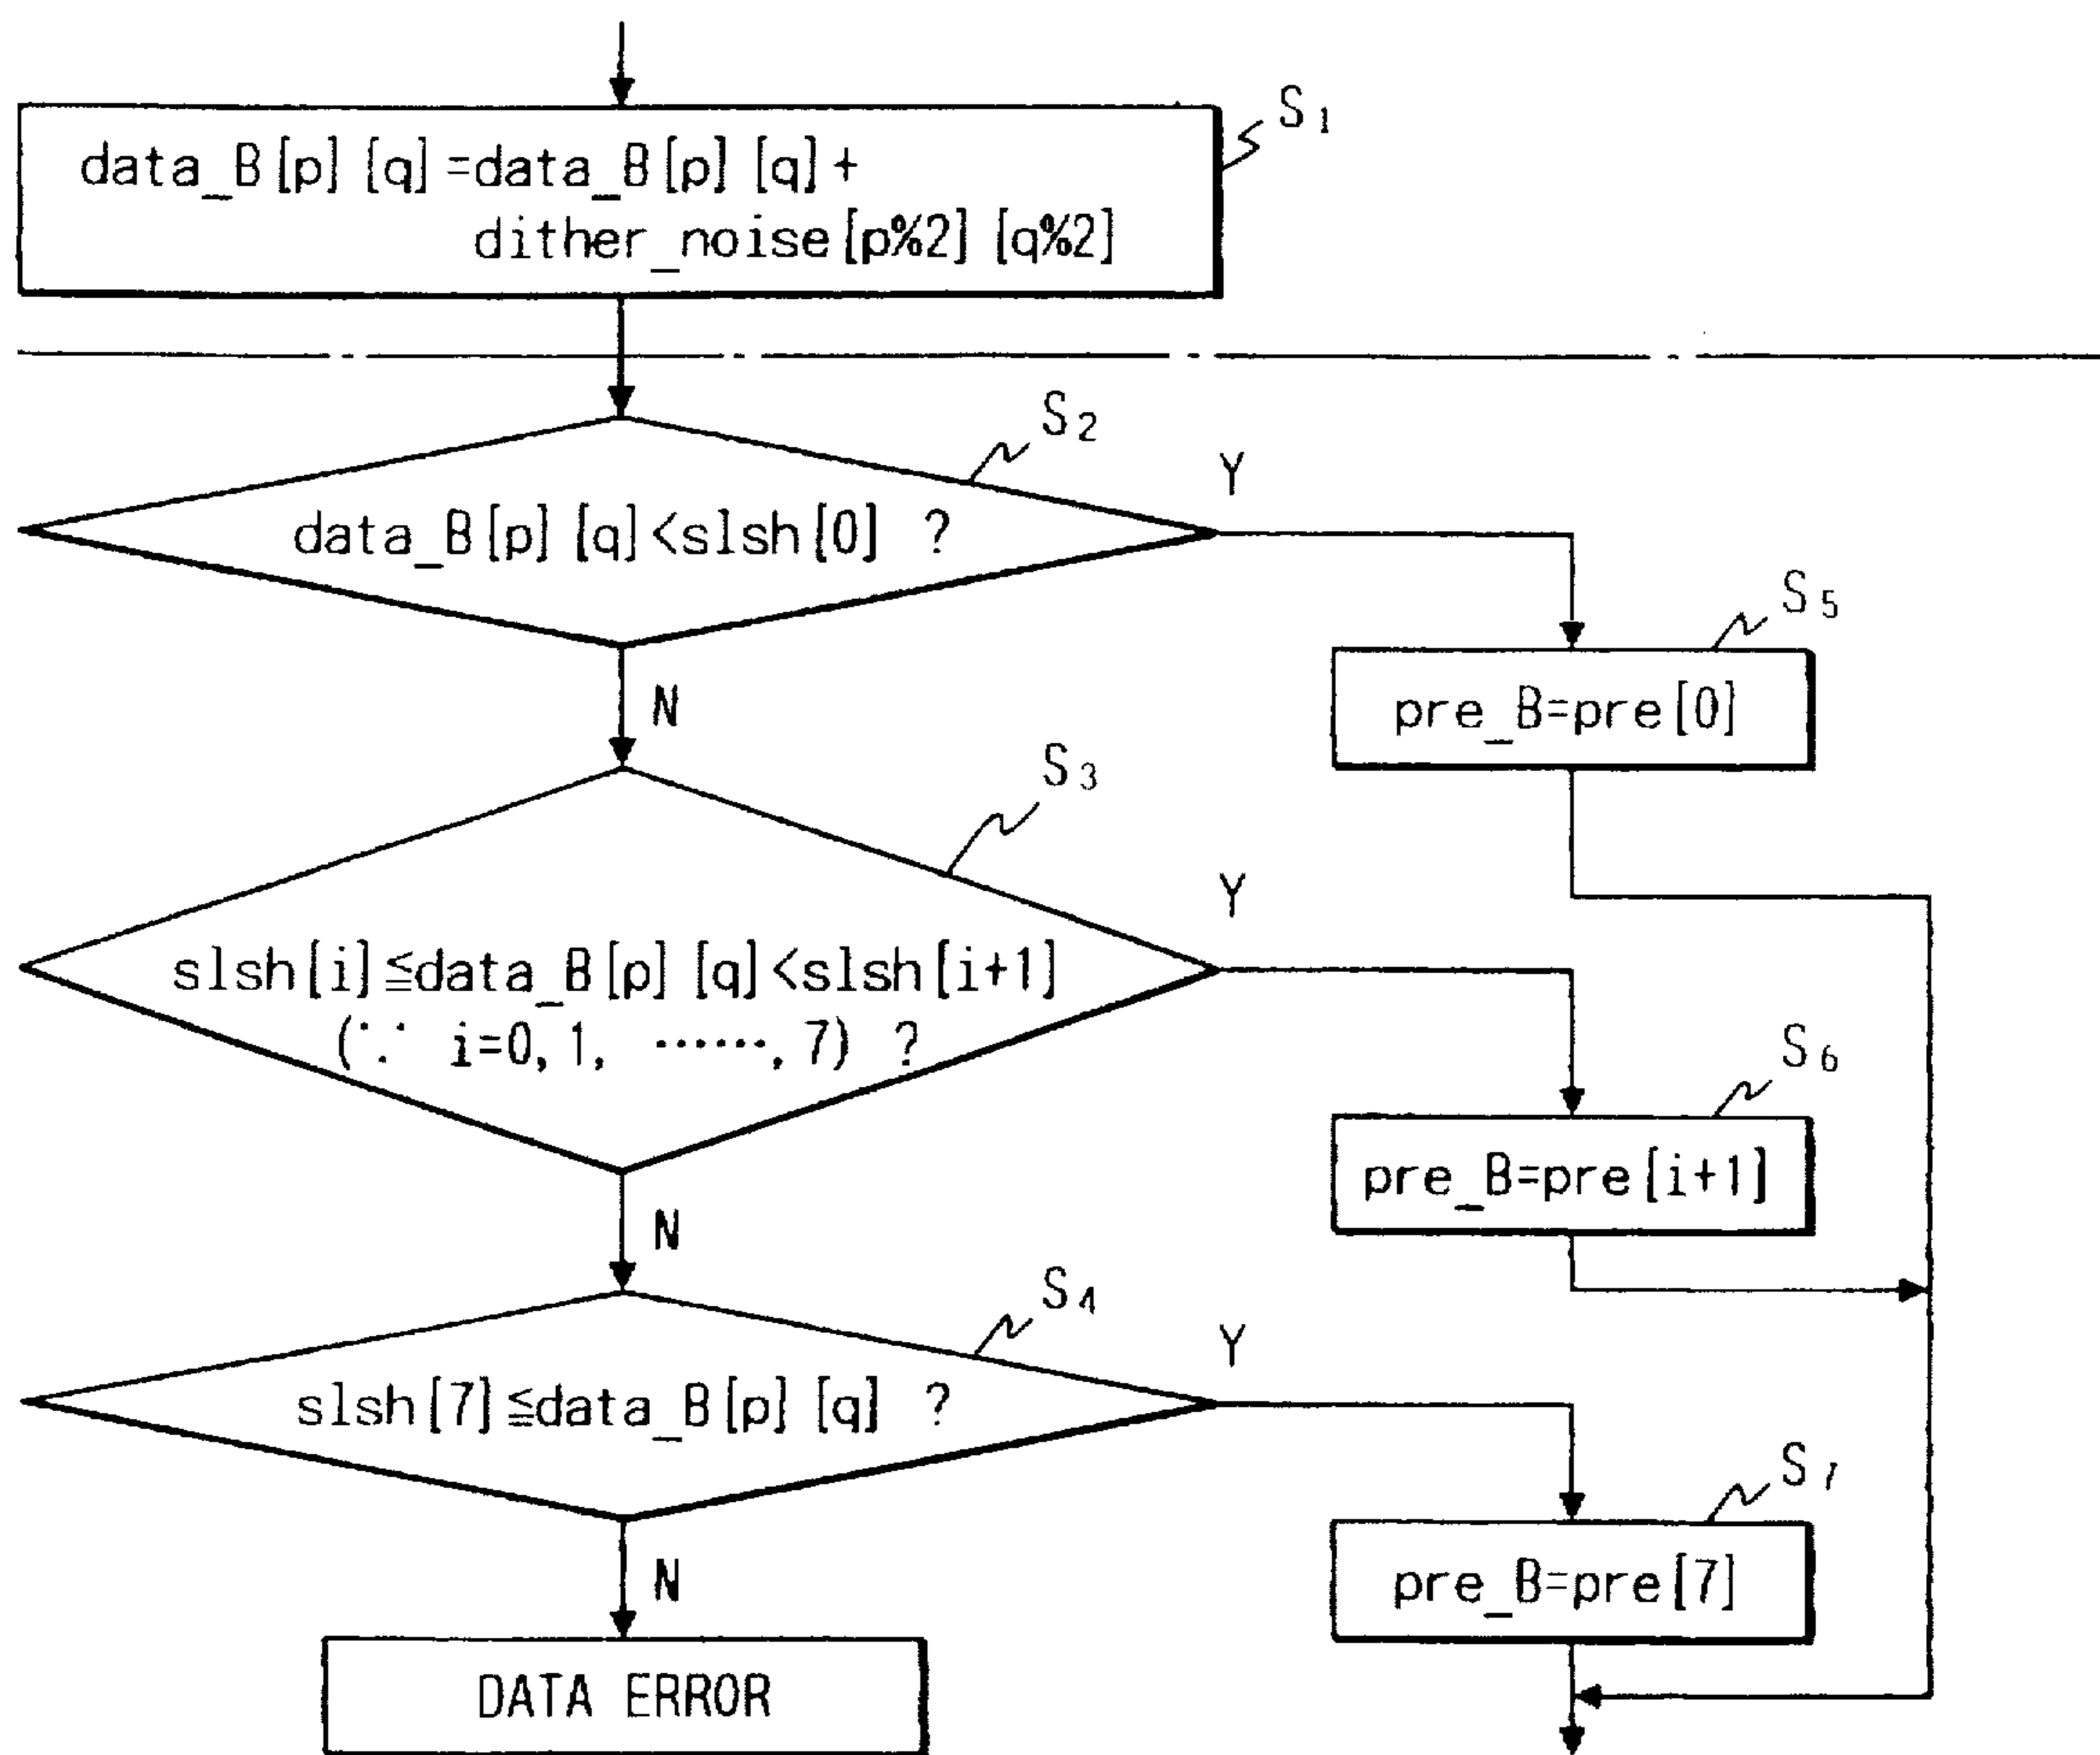 S1
data_B[p] [q]=data_B[p] [q]+
dither_noise[p%2] [q%2]
S2
Y
data_B[p] [q]<slsh[0] ?
S5
pre_B=pre[0]
N
S3
Y
slsh[i]≦data_B[p] [q]<slsh[i+1]
(∵ i=0, 1, ……, 7) ?
S6
pre_B=pre[i+1]
N
S4
Y
slsh[7]≦data_B[p] [q] ?
S7
pre_B=pre[7]
N
DATA ERROR